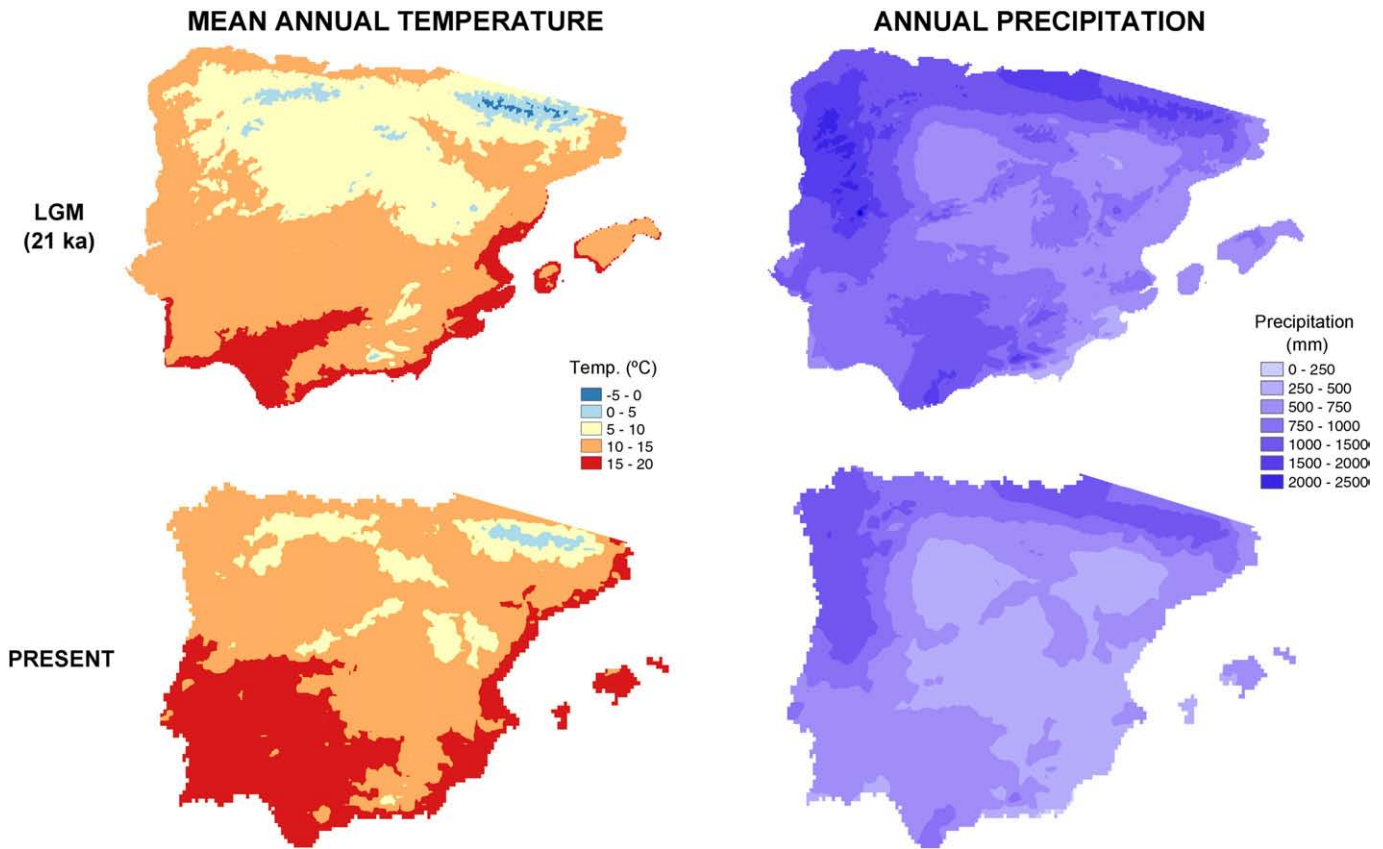 MEAN ANNUAL TEMPERATURE
ANNUAL PRECIPITATION
LGM
(21 ka)
Temp. (ºC)
-5 - 0
0 - 5
5 - 10
10 - 15
15 - 20
Precipitation
(mm)
0 - 250
250 - 500
500 - 750
750 - 1000
1000 - 1500
1500 - 2000
2000 - 2500
PRESENT